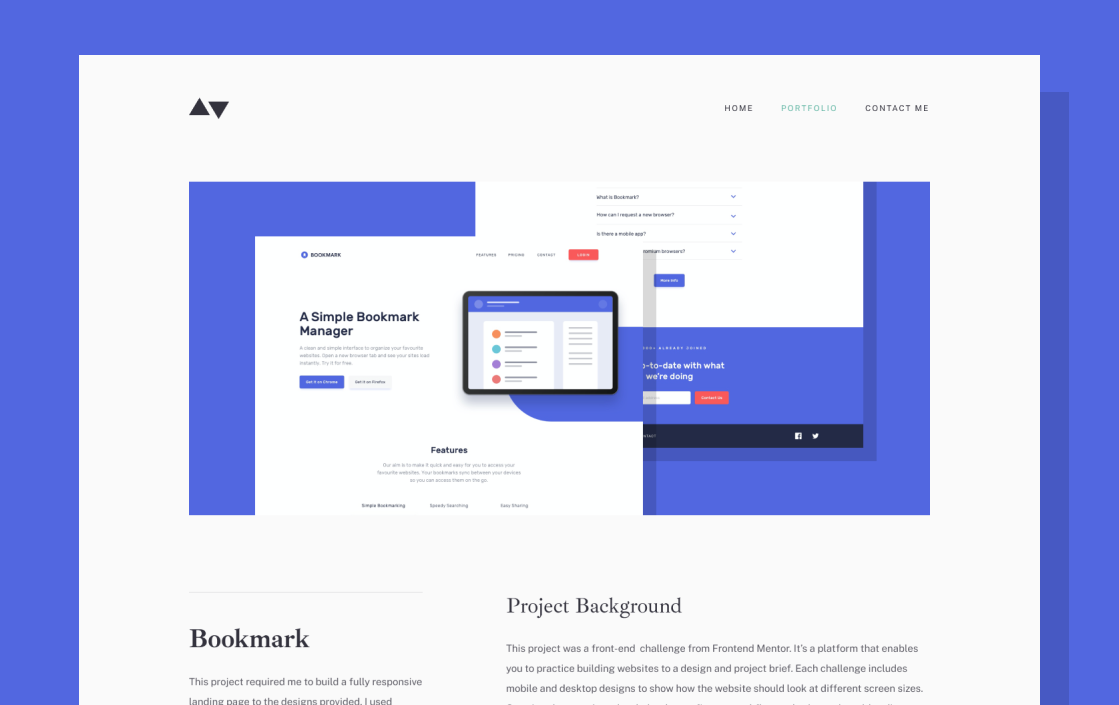 HOME PORTFOLIO CONTACT ME
What is Bookmark?
How can I request a new browser?
Is there a mobile app?
browsers?
BOOKMARK
FEATURES PRICING CONTACT LOGIN
More Info
A Simple Bookmark
Manager
A clean and simple interface to organise your favourite
websites. Open a new browser tab and see your sites load
instantly. Try it for free.
Get it on Chrome Get it on Firefox
ALREADY JOINED
-to-date with what
we're doing
Contact Us
Features
Our aim is to make it quick and easy for you to access your
favourite websites. Your bookmarks sync between your devices
so you can access them on the go.
Simple Bookmarking Speedy Searching Easy Sharing
Bookmark
This project required me to build a fully responsive
landing page to the designs provided. I used
Project Background
This project was a front-end challenge from Frontend Mentor. It's a platform that enables
you to practice building websites to a design and project brief. Each challenge includes
mobile and desktop designs to show how the website should look at different screen sizes.